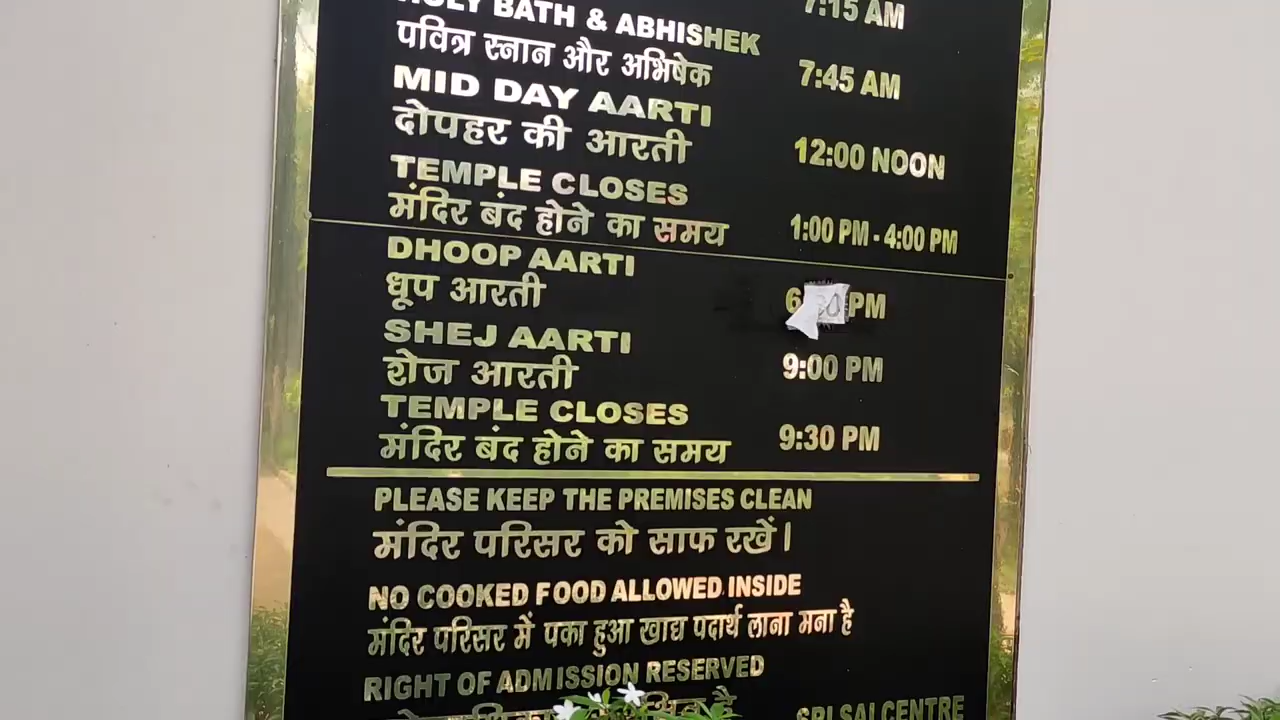 7:15 AM
HOLY BATH & ABHISHEK
पवित्र स्नान और अभिषेक
7:45 AM
MID DAY AARTI
दोपहर की आरती
12:00 NOON
TEMPLE CLOSES
मंदिर बंद होने का समय
1:00 PM - 4:00 PM
DHOOP AARTI
धूप आरती
PM
SHEJ AARTI
शेज आरती
9:00 PM
TEMPLE CLOSES
मंदिर बंद होने का समय
9:30 PM
PLEASE KEEP THE PREMISES CLEAN
मंदिर परिसर को साफ रखें।
NO COOKED FOOD ALLOWED INSIDE
मंदिर परिसर में पका हुआ खाद्य पदार्थ लाना मना है
RIGHT OF ADMISSION RESERVED
है
SRI SAI CENTRE